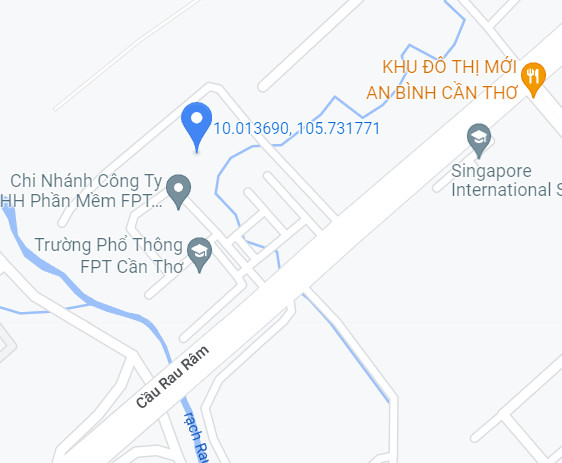 KHU ĐÔ THỊ MỚI
AN BÌNH CẦN THƠ
10.013690, 105.731771
Singapore
International S
Chi Nhánh Công Ty
HH Phần Mềm FPT...
Trường Phổ Thông
FPT Cần Thơ
Cầu Rau Răm
rạch Rau